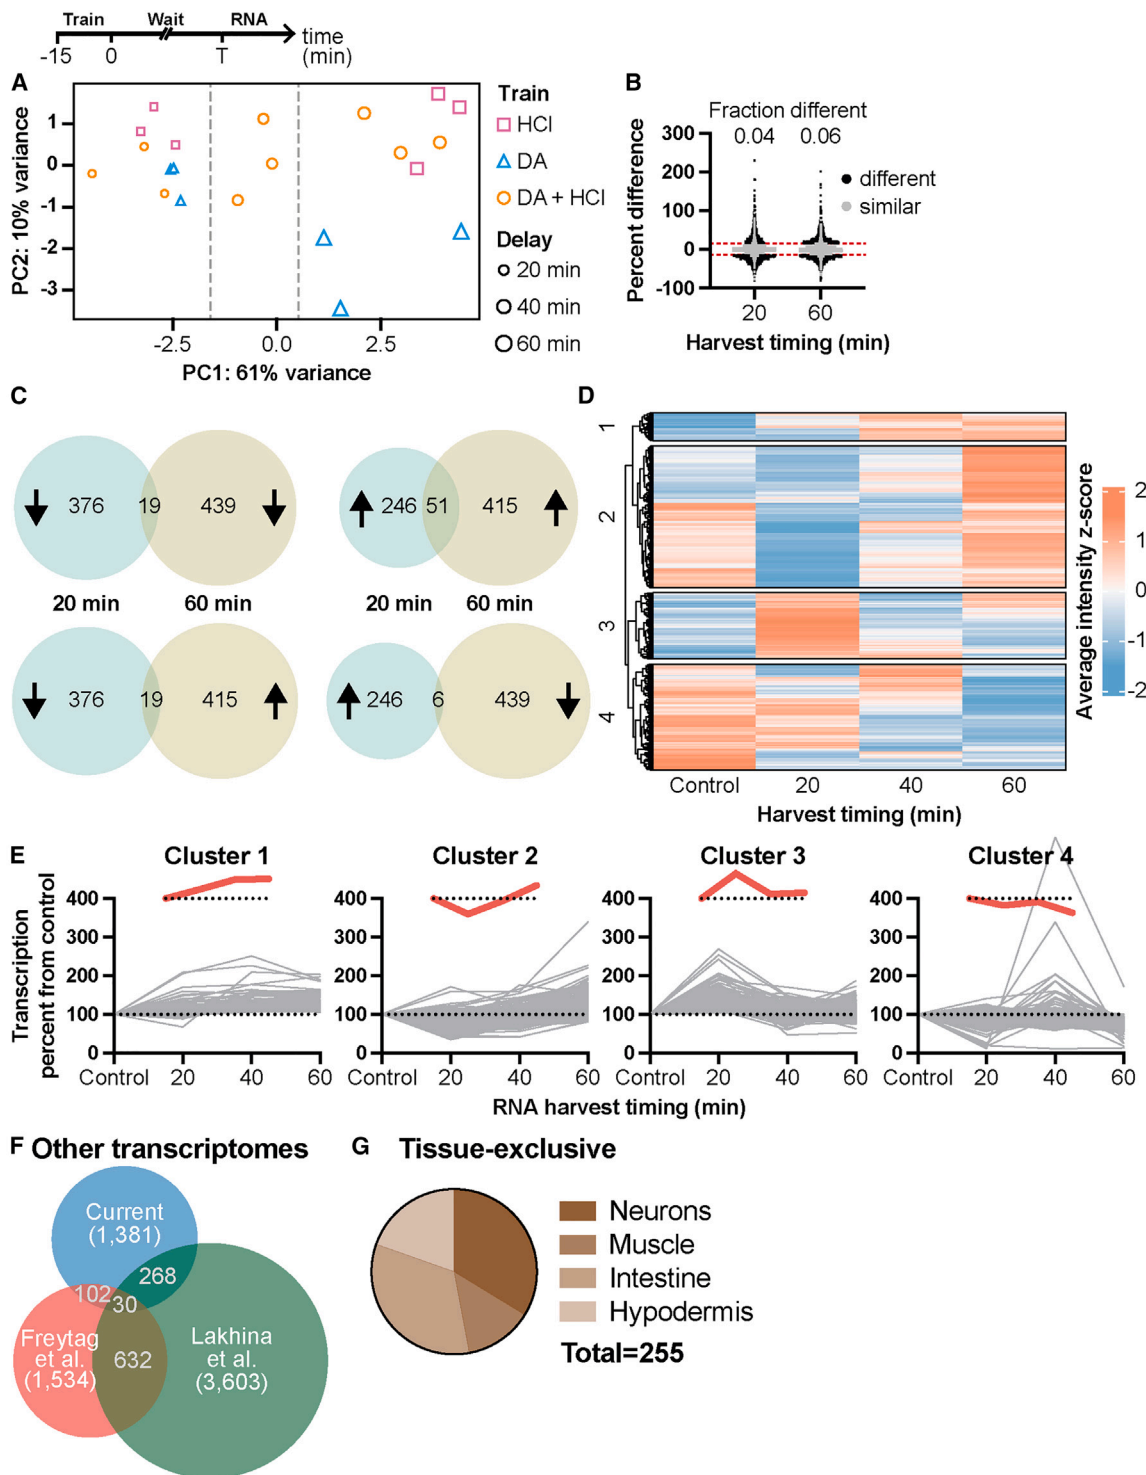 Train Wait RNA
time
(min)
-15 0 T
A
PC2: 10% variance
1
0
-1
-2
-3
-2.5 0.0 2.5
PC1: 61% variance
Train
HCl
DA
DA + HCl
Delay
20 min
40 min
60 min
B
Fraction different
0.04 0.06
Percent difference
300
200
100
0
-100
different
similar
20 60
Harvest timing (min)
C
376 19 439
246 51 415
20 min 60 min
20 min 60 min
376 19 415
246 6 439
D
1
2
3
4
Control 20 40 60
Harvest timing (min)
Average intensity z-score
2
1
0
-1
-2
E
Cluster 1 Cluster 2 Cluster 3 Cluster 4
Transcription
percent from control
400 400 400 400
300 300 300 300
200 200 200 200
100 100 100 100
0 0 0 0
Control 20 40 60 Control 20 40 60 Control 20 40 60 Control 20 40 60
RNA harvest timing (min)
F Other transcriptomes
Current
(1,381)
268
102
30
Freytag
et al.
(1,534)
632
Lakhina
et al.
(3,603)
G Tissue-exclusive
Neurons
Muscle
Intestine
Hypodermis
Total=255